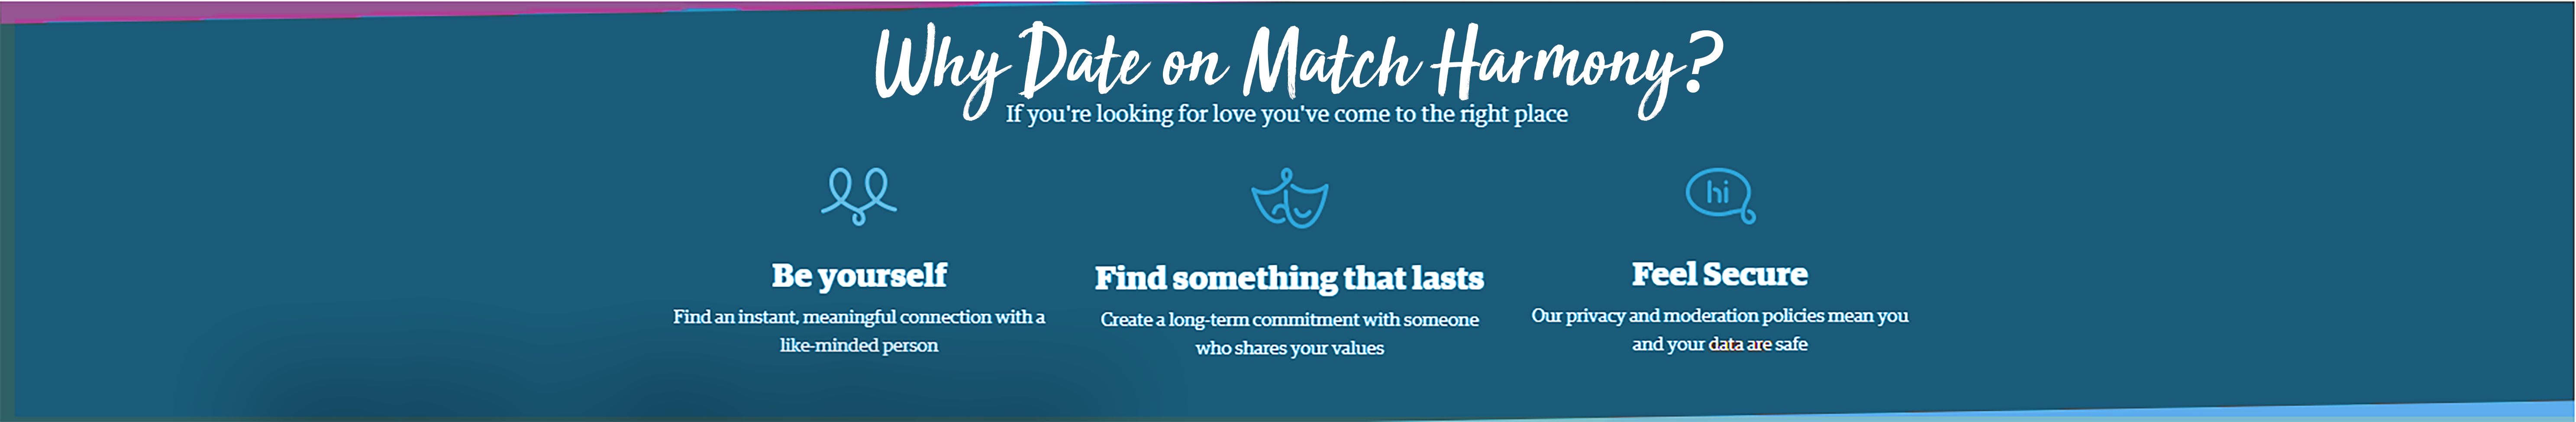 Why Date on Match Harmony?
If you're looking for love you've come to the right place
hi
Be yourself
Find an instant, meaningful connection with a
like-minded person
Find something that lasts
Create a long-term commitment with someone
who shares your values
Feel Secure
Our privacy and moderation policies mean you
and your data are safe